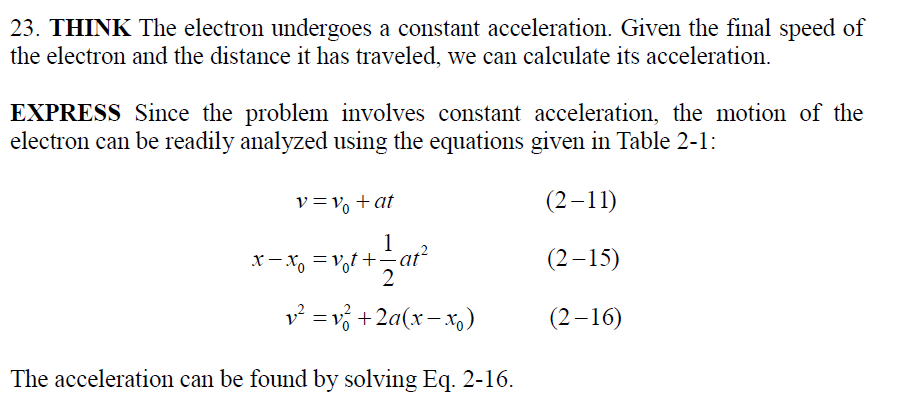 23. THINK The electron undergoes a constant acceleration. Given the final speed of
the electron and the distance it has traveled, we can calculate its acceleration.
EXPRESS Since the problem involves constant acceleration, the motion of the
electron can be readily analyzed using the equations given in Table 2-1:
v = v₀ + at (2−11)
x − x₀ = v₀t + 1/2 at² (2−15)
v² = v₀² + 2a(x − x₀) (2−16)
The acceleration can be found by solving Eq. 2-16.